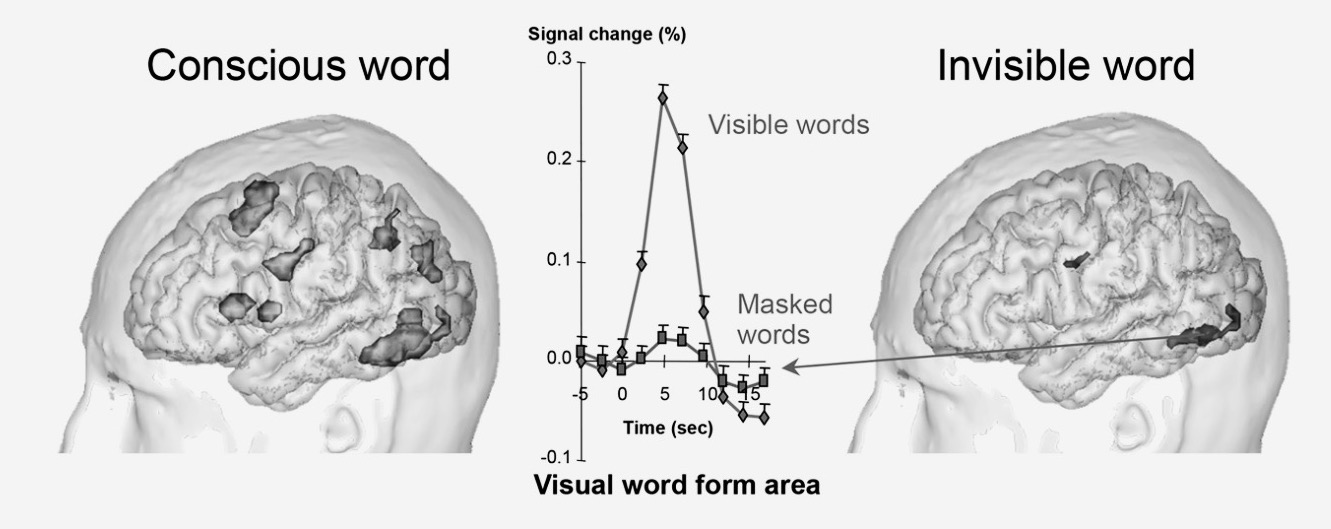 Conscious word
Signal change (%)
Invisible word
0.3
Visible words
0.2
0.1
Masked
words
0.0
-5 0 5 10 15
Time (sec)
-0.1
Visual word form area